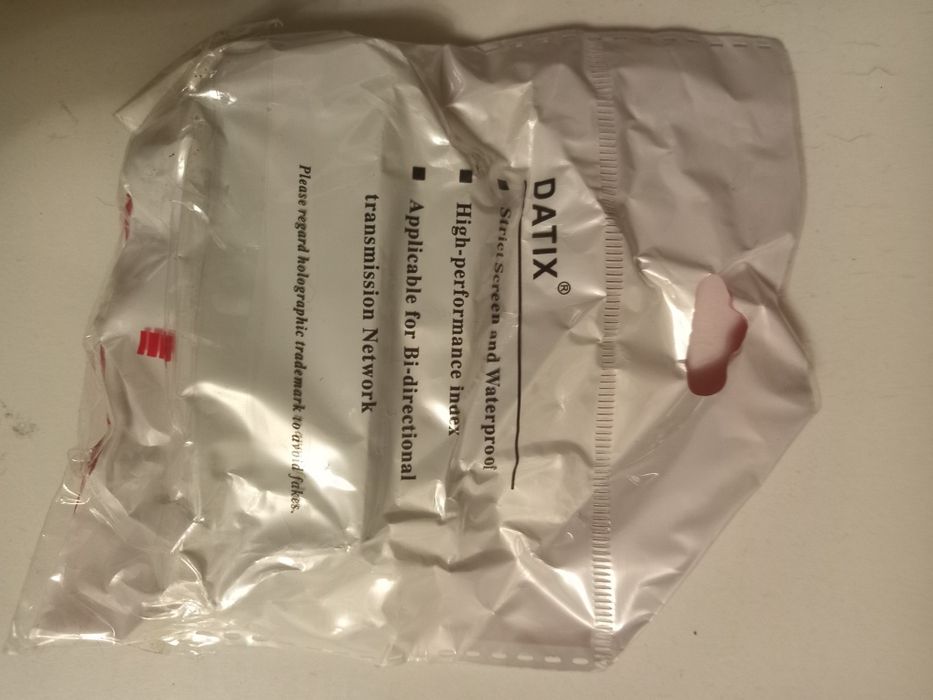 DATIX®
■ Strict Screen and Waterproof
■ High-performance index
■ Applicable for Bi-directional
transmission Network
Please regard holographic trademark to avoid fakes.